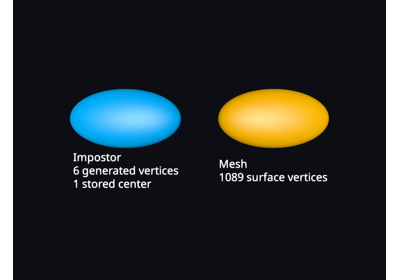 Impostor
6 generated vertices
1 stored center
Mesh
1089 surface vertices